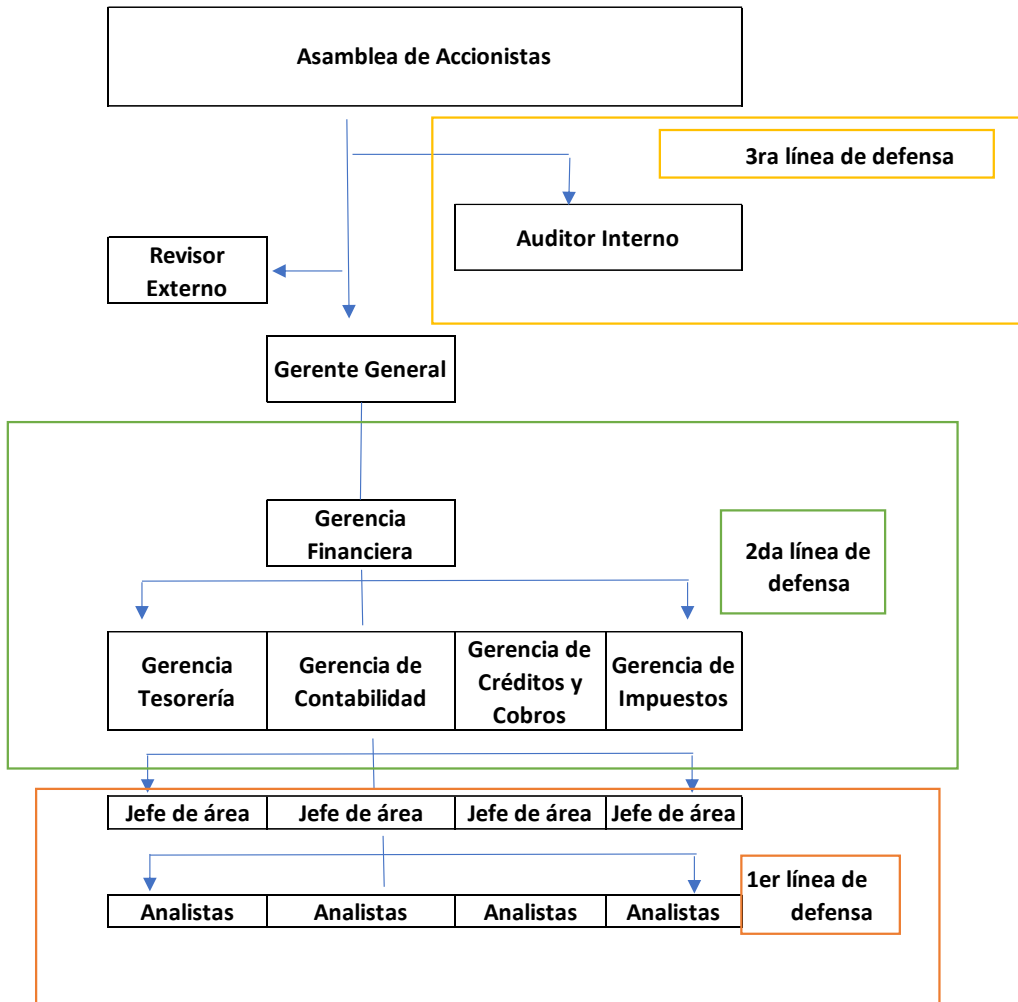 Asamblea de Accionistas
3ra línea de defensa
Auditor Interno
Revisor
Externo
Gerente General
Gerencia
Financiera
2da línea de
defensa
Gerencia
Tesorería
Gerencia de
Contabilidad
Gerencia de
Créditos y
Cobros
Gerencia de
Impuestos
Jefe de área
Jefe de área
Jefe de área
Jefe de área
1er línea de
defensa
Analistas
Analistas
Analistas
Analistas